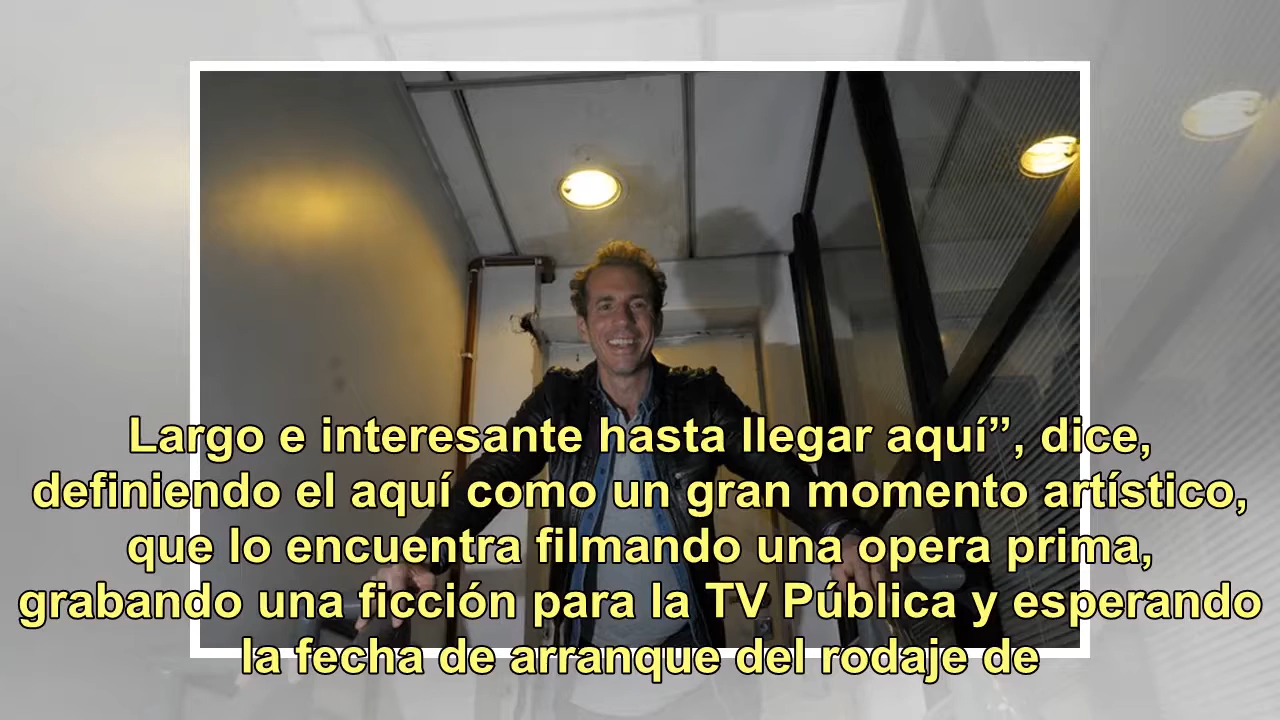 Largo e interesante hasta llegar aquí”, dice,
definiendo el aquí como un gran momento artístico,
que lo encuentra filmando una opera prima,
grabando una ficción para la TV Pública y esperando
la fecha de arranque del rodaje de